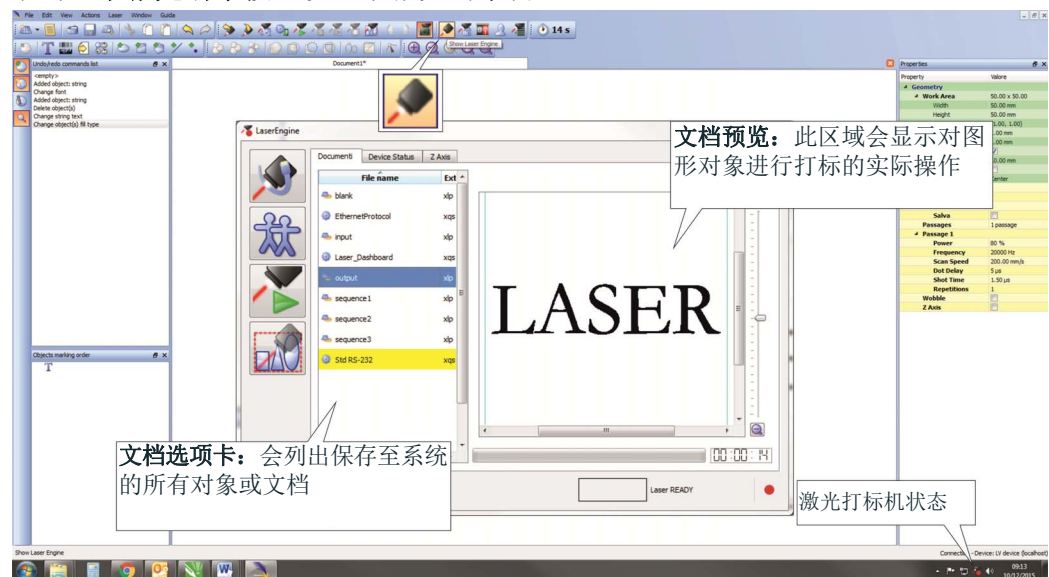 File Edit View Actions Laser Window Guide
14 s
Show Laser Engine
Undo/redo commands list
<empty>
Added object: string
Change font
Added object: string
Delete object(s)
Change string text
Change object(s) fill type
Objects marking order
T
Document1*
LaserEngine
Documenti Device Status Z Axis
File name Ext
blank xlp
EthernetProtocol xqs
input xlp
Laser_Dashboard xqs
output xlp
sequence1 xlp
sequence2 xlp
sequence3 xlp
Std RS-232 xqs
LASER
00:00:14
Laser READY
文档预览:此区域会显示对图
形对象进行打标的实际操作
文档选项卡:会列出保存至系统
的所有对象或文档
激光打标机状态
Properties
Property Valore
Geometry
Work Area 50.00 x 50.00
Width 50.00 mm
Height 50.00 mm
Salva
Passages 1 passage
Passage 1
Power 80 %
Frequency 20000 Hz
Scan Speed 200.00 mm/s
Dot Delay 5 µs
Shot Time 1.50 µs
Repetitions 1
Wobble
Z Axis
Show Laser Engine
Device: LV device (localhost)
09:13
10/12/2015